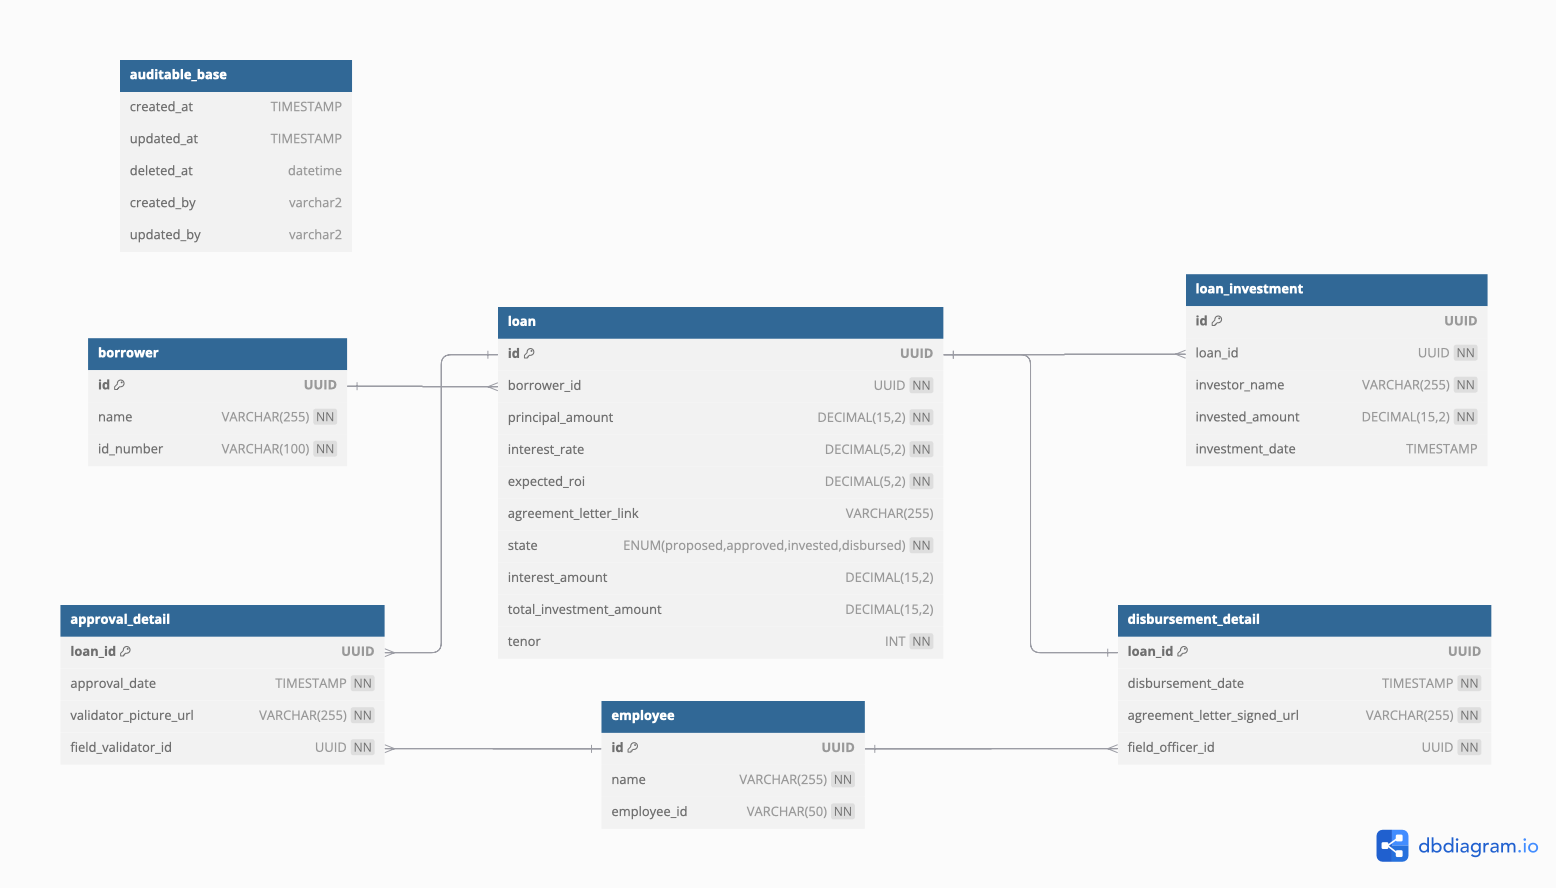 auditable_base
created_at TIMESTAMP
updated_at TIMESTAMP
deleted_at datetime
created_by varchar2
updated_by varchar2
borrower
id UUID
name VARCHAR(255) NN
id_number VARCHAR(100) NN
loan
id UUID
borrower_id UUID NN
principal_amount DECIMAL(15,2) NN
interest_rate DECIMAL(5,2) NN
expected_roi DECIMAL(5,2) NN
agreement_letter_link VARCHAR(255)
state ENUM(proposed,approved,invested,disbursed) NN
interest_amount DECIMAL(15,2)
total_investment_amount DECIMAL(15,2)
tenor INT NN
loan_investment
id UUID
loan_id UUID NN
investor_name VARCHAR(255) NN
invested_amount DECIMAL(15,2) NN
investment_date TIMESTAMP
approval_detail
loan_id UUID
approval_date TIMESTAMP NN
validator_picture_url VARCHAR(255) NN
field_validator_id UUID NN
employee
id UUID
name VARCHAR(255) NN
employee_id VARCHAR(50) NN
disbursement_detail
loan_id UUID
disbursement_date TIMESTAMP NN
agreement_letter_signed_url VARCHAR(255) NN
field_officer_id UUID NN
dbdiagram.io